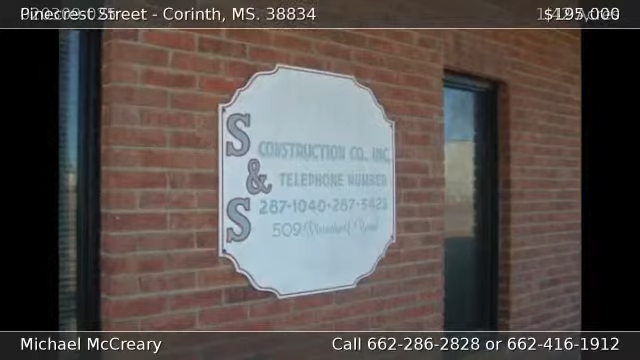 Pinecrest Street - Corinth, MS. 38834
$195,000
S & S
CONSTRUCTION CO. INC.
TELEPHONE NUMBER
287-1040-287-5423
509
Michael McCreary
Call 662-286-2828 or 662-416-1912